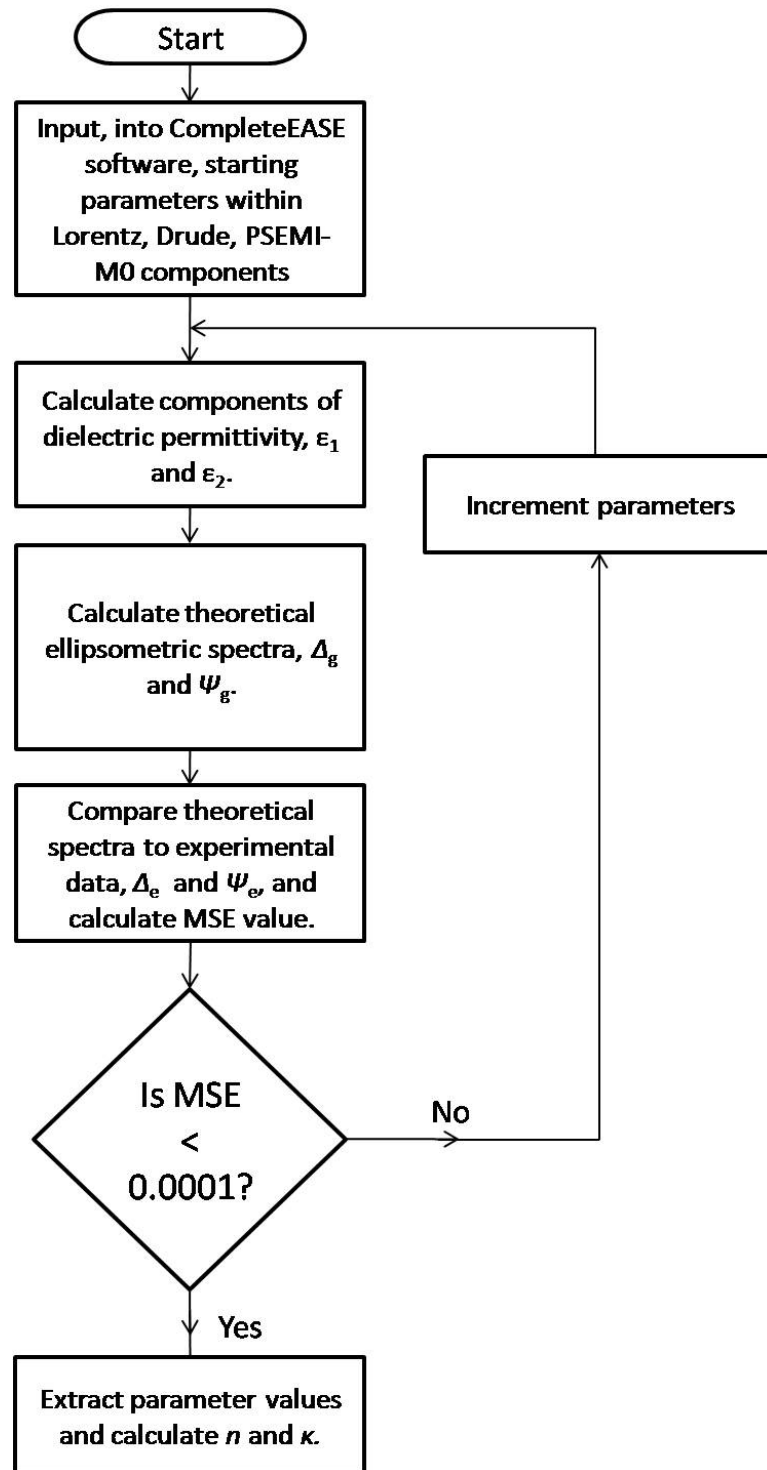 Start
Input, into CompleteEASE
software, starting
parameters within
Lorentz, Drude, PSEMI-
M0 components
Calculate components of
dielectric permittivity, ε₁
and ε₂.
Increment parameters
Calculate theoretical
ellipsometric spectra, Δg
and Ψg.
Compare theoretical
spectra to experimental
data, Δe and Ψe, and
calculate MSE value.
Is MSE
<
0.0001?
No
Yes
Extract parameter values
and calculate n and κ.